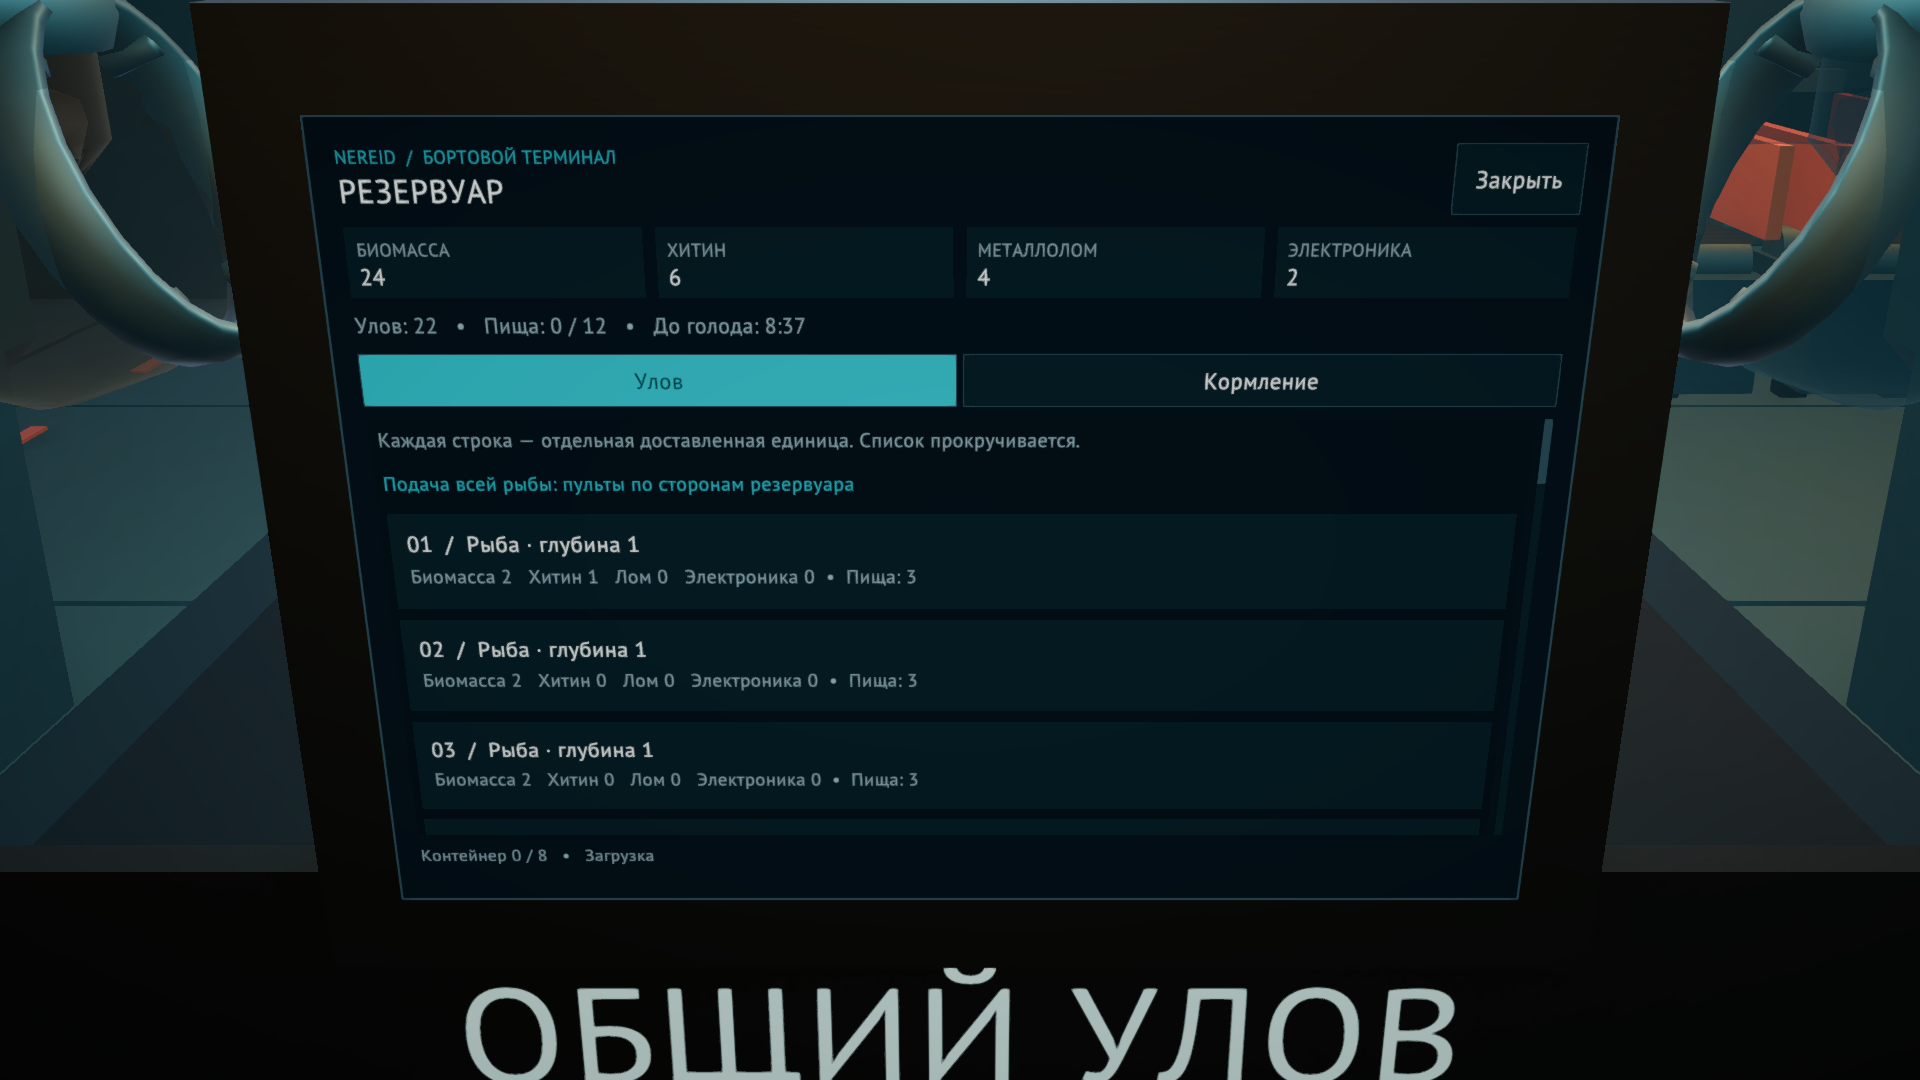 NEREID / БОРТОВОЙ ТЕРМИНАЛ
РЕЗЕРВУАР
Закрыть
БИОМАССА
24
ХИТИН
6
МЕТАЛЛОЛОМ
4
ЭЛЕКТРОНИКА
2
Улов: 22 • Пища: 0 / 12 • До голода: 8:37
Улов
Кормление
Каждая строка — отдельная доставленная единица. Список прокручивается.
Подача всей рыбы: пульты по сторонам резервуара
01 / Рыба · глубина 1
Биомасса 2 Хитин 1 Лом 0 Электроника 0 • Пища: 3
02 / Рыба · глубина 1
Биомасса 2 Хитин 0 Лом 0 Электроника 0 • Пища: 3
03 / Рыба · глубина 1
Биомасса 2 Хитин 0 Лом 0 Электроника 0 • Пища: 3
Контейнер 0 / 8 • Загрузка
ОБЩИЙ УЛОВ